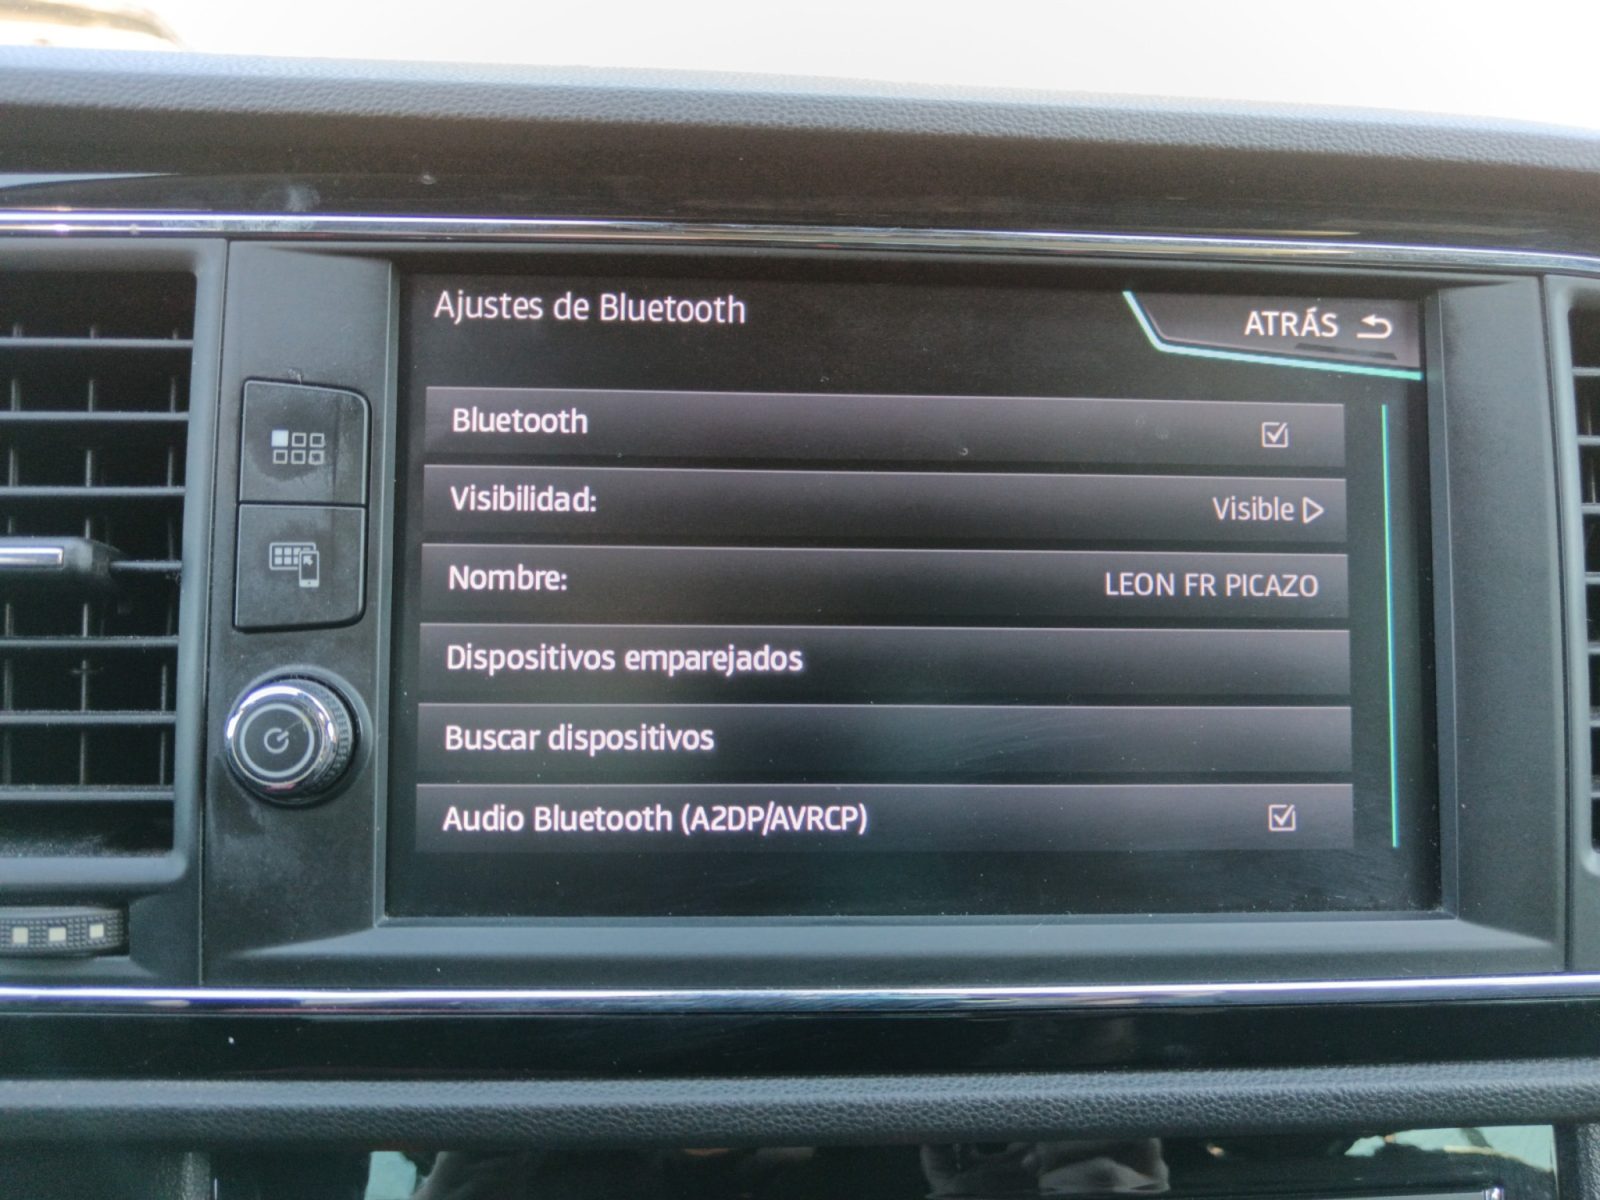 Ajustes de Bluetooth
ATRÁS
Bluetooth
Visibilidad: Visible
Nombre: LEON FR PICAZO
Dispositivos emparejados
Buscar dispositivos
Audio Bluetooth (A2DP/AVRCP)